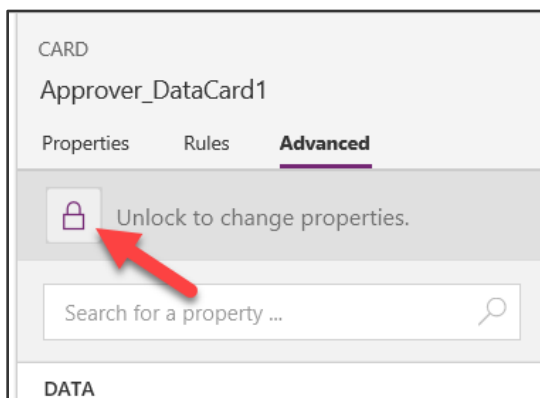 CARD
Approver_DataCard1
Properties Rules Advanced
Unlock to change properties.
Search for a property ...
DATA